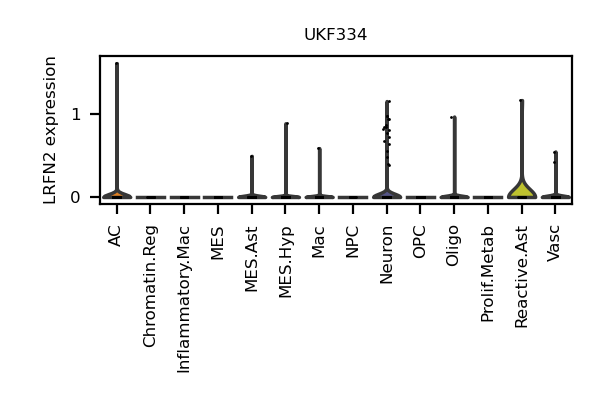 UKF334
LRFN2 expression
1
0
AC
Chromatin.Reg
Inflammatory.Mac
MES
MES.Ast
MES.Hyp
Mac
NPC
Neuron
OPC
Oligo
Prolif.Metab
Reactive.Ast
Vasc